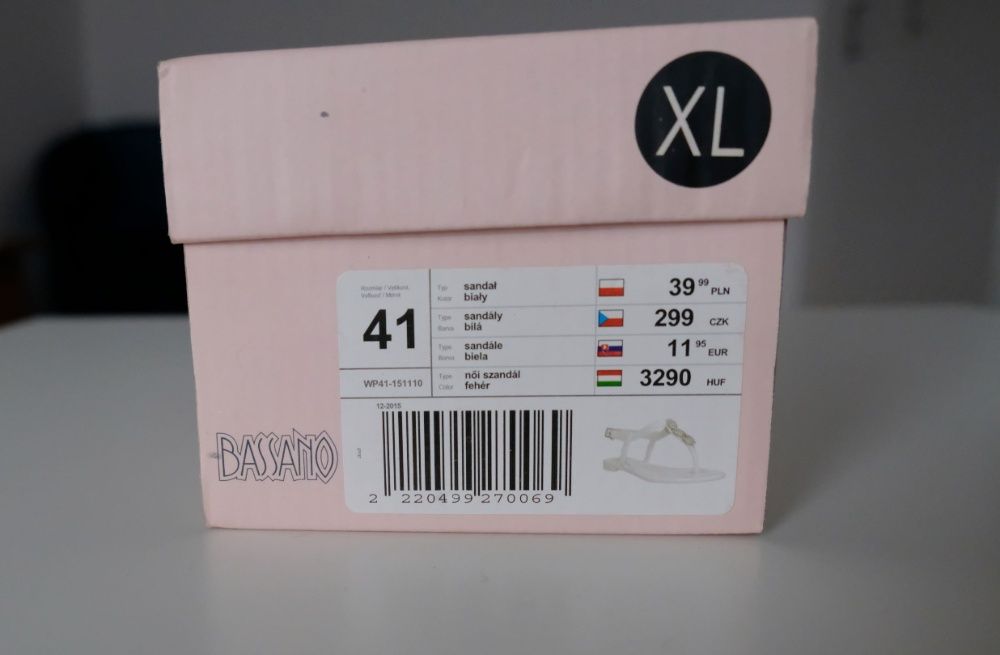 XL
Rozmiar / Velikost
Veľkosť / Méret
41
WP41-151110
Typ sandał
Kolor biały
39 99 PLN
Type sandály
Barva bílá
299 CZK
Type sandále
biela
11 95 EUR
Type női szandál
Color fehér
3290 HUF
12-2015
BASSANO
2 220499 270069